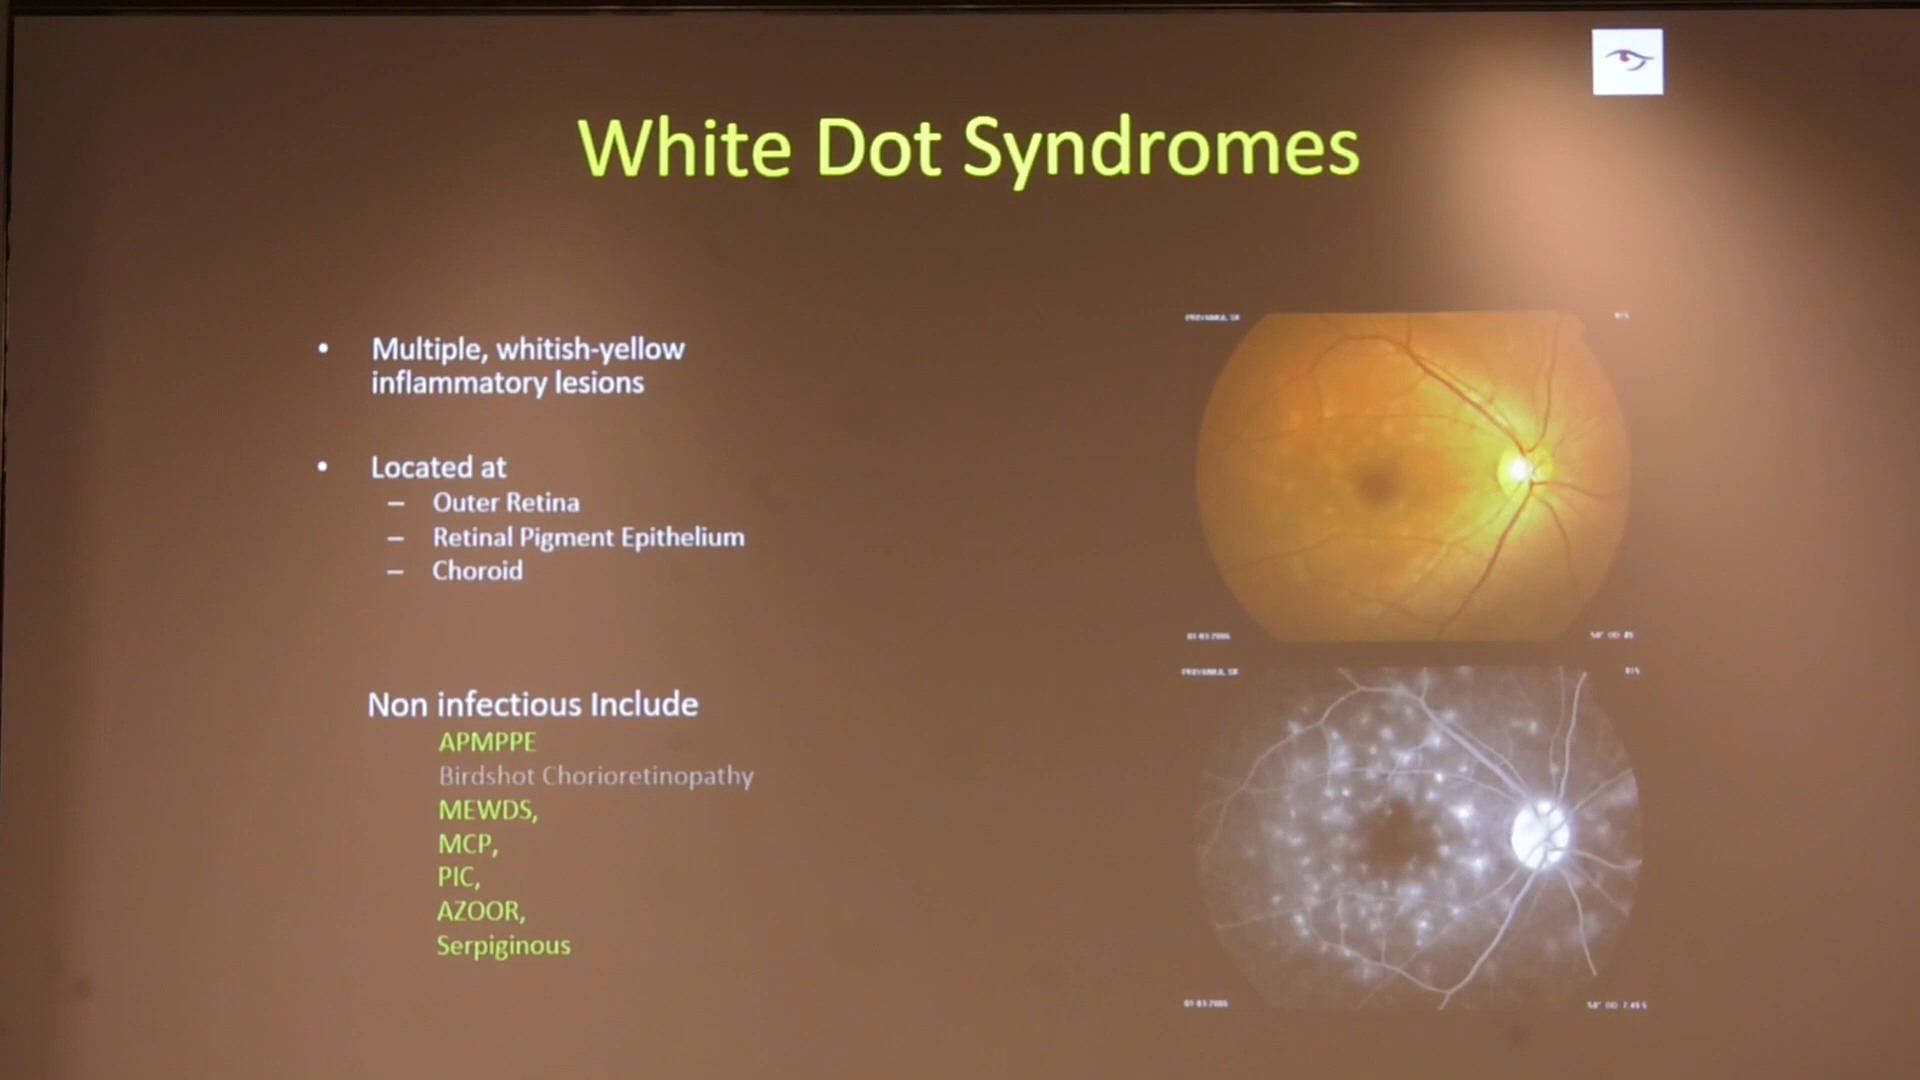 White Dot Syndromes
• Multiple, whitish-yellow
inflammatory lesions
• Located at
– Outer Retina
– Retinal Pigment Epithelium
– Choroid
Non infectious Include
APMPPE
Birdshot Chorioretinopathy
MEWDS,
MCP,
PIC,
AZOOR,
Serpiginous